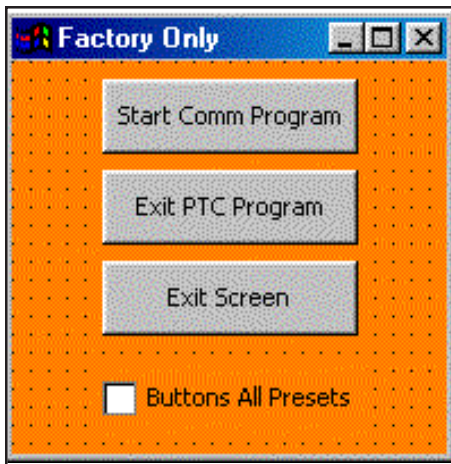 Factory Only
Start Comm Program
Exit PTC Program
Exit Screen
Buttons All Presets